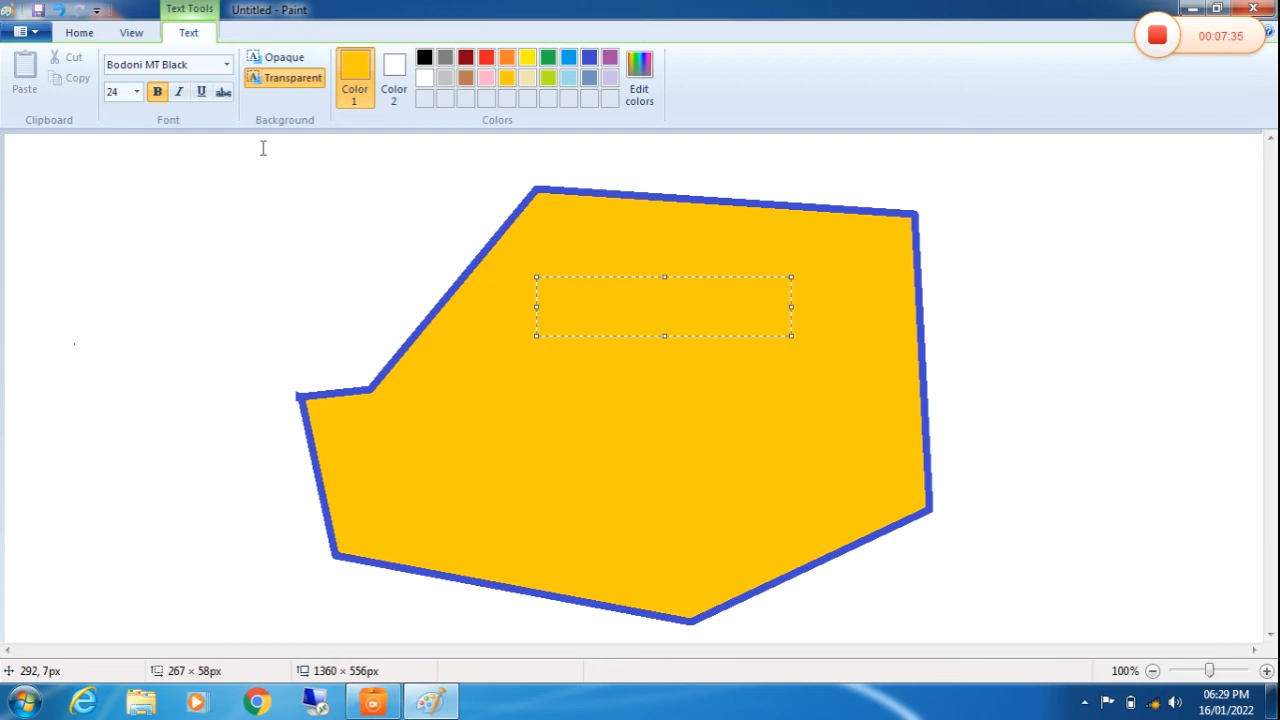 Text Tools
Untitled - Paint
00:07:35
Home
View
Text
Paste
Cut
Copy
Clipboard
Bodoni MT Black
24
B
I
U
abc
Font
Opaque
Transparent
Background
Color
1
Color
2
Edit
colors
Colors
292, 7px
267 × 58px
1360 × 556px
100%
06:29 PM
16/01/2022